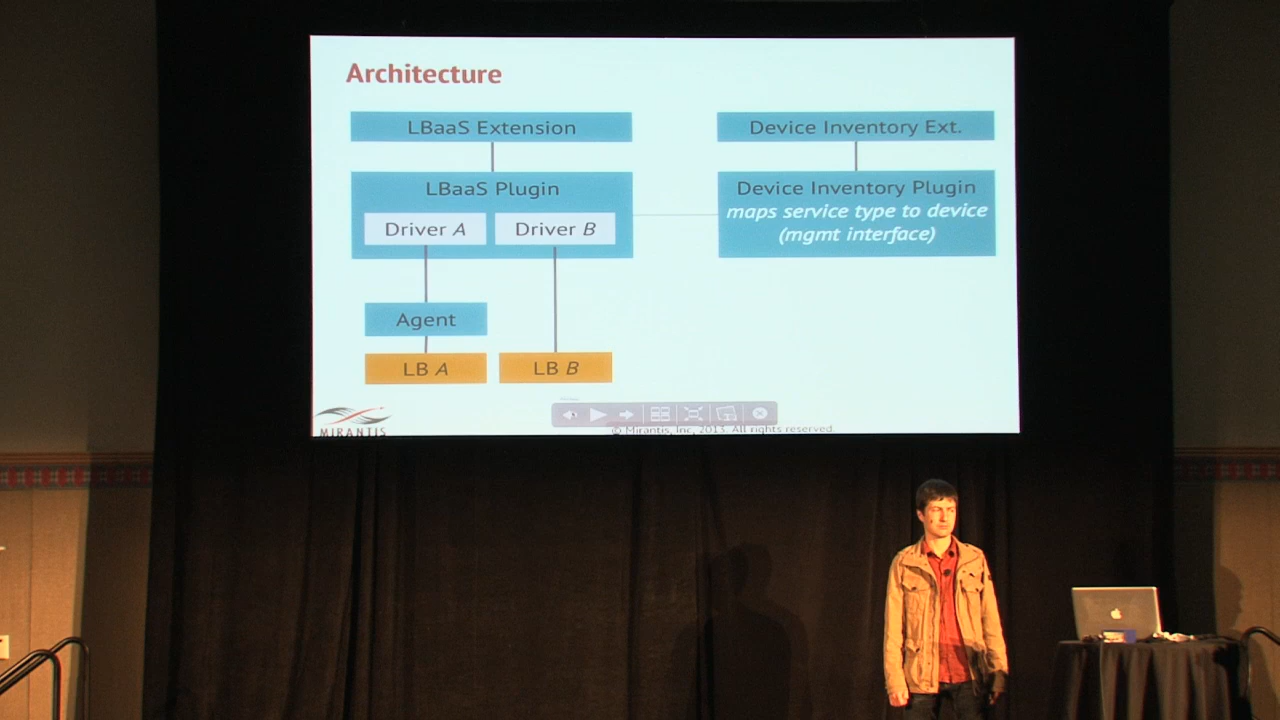 Architecture
LBaaS Extension
Device Inventory Ext.
LBaaS Plugin
Driver A
Driver B
Device Inventory Plugin
maps service type to device
(mgmt interface)
Agent
LB A
LB B
MIRANTIS
© Mirantis, Inc, 2013. All rights reserved.